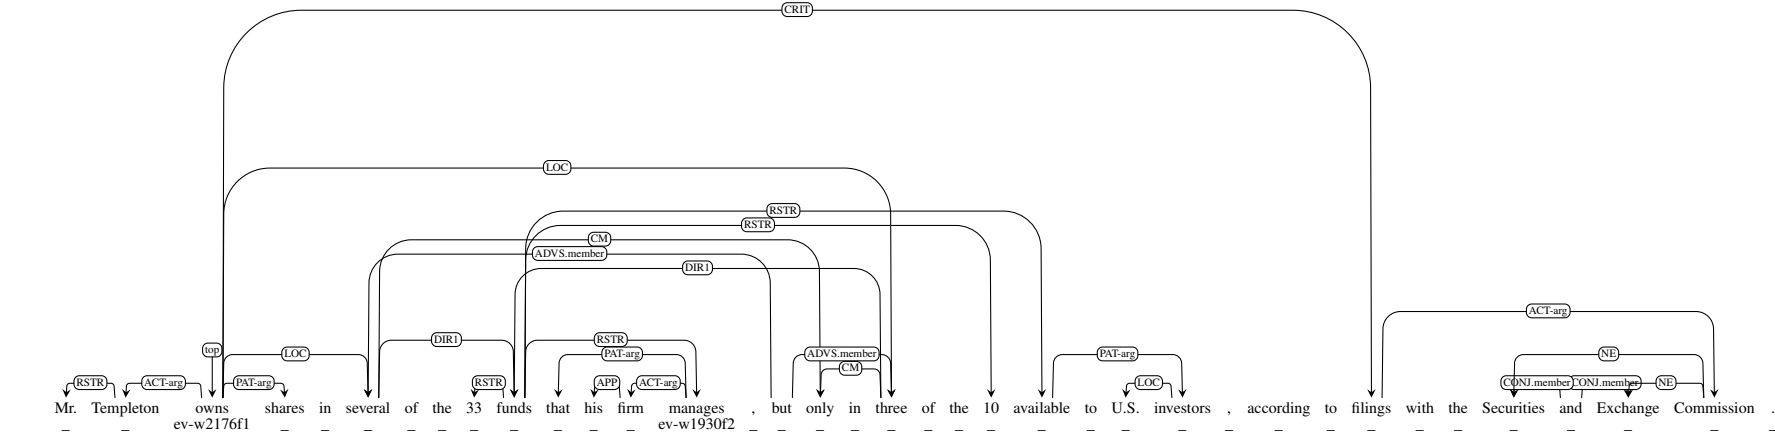 CRIT
LOC
RSTR
RSTR
CM
ADVS.member
DIR1
ACT-arg
DIR1 RSTR
top LOC PAT-arg ADVS.member PAT-arg NE
CM
RSTR ACT-arg PAT-arg RSTR APP ACT-arg LOC CONJ.member CONJ.member NE
Mr. Templeton owns shares in several of the 33 funds that his firm manages , but only in three of the 10 available to U.S. investors , according to filings with the Securities and Exchange Commission .
_ _ ev-w2176f1 _ _ _ _ _ _ _ _ _ _ ev-w1930f2 _ _ _ _ _ _ _ _ _ _ _ _ _ _ _ _ _ _ _ _ _ _ _